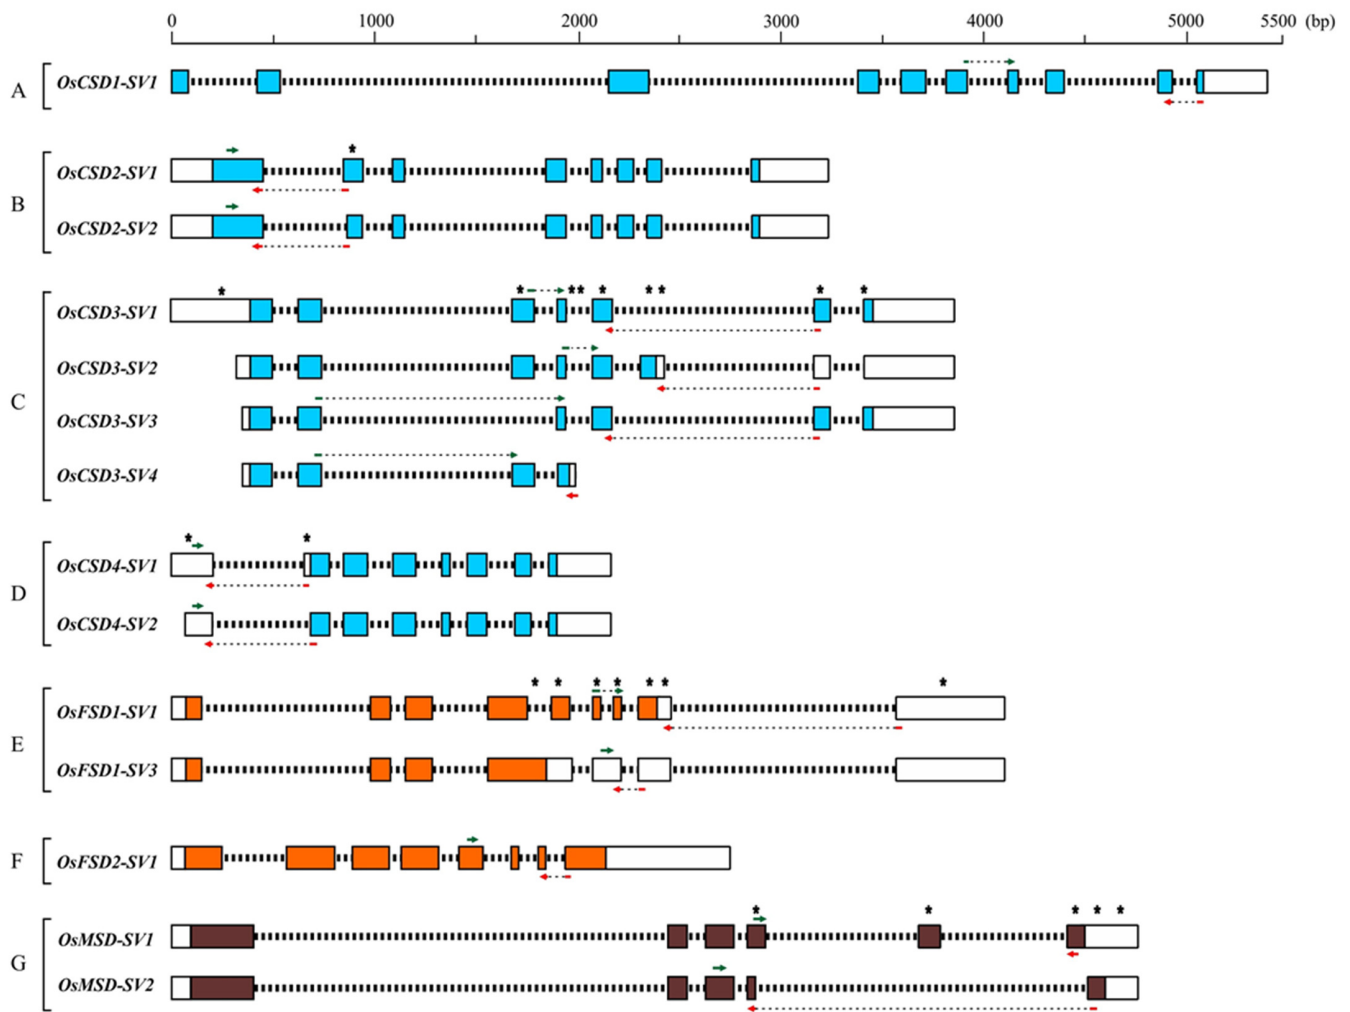 0 1000 2000 3000 4000 5000 5500 (bp)
A OsCSD1-SV1
*
OsCSD2-SV1
B
OsCSD2-SV2
* * * * * * * * *
OsCSD3-SV1
OsCSD3-SV2
C
OsCSD3-SV3
OsCSD3-SV4
* *
OsCSD4-SV1
D
OsCSD4-SV2
* * * * * * *
OsFSD1-SV1
E
OsFSD1-SV3
F OsFSD2-SV1
* * * * *
OsMSD-SV1
G
OsMSD-SV2